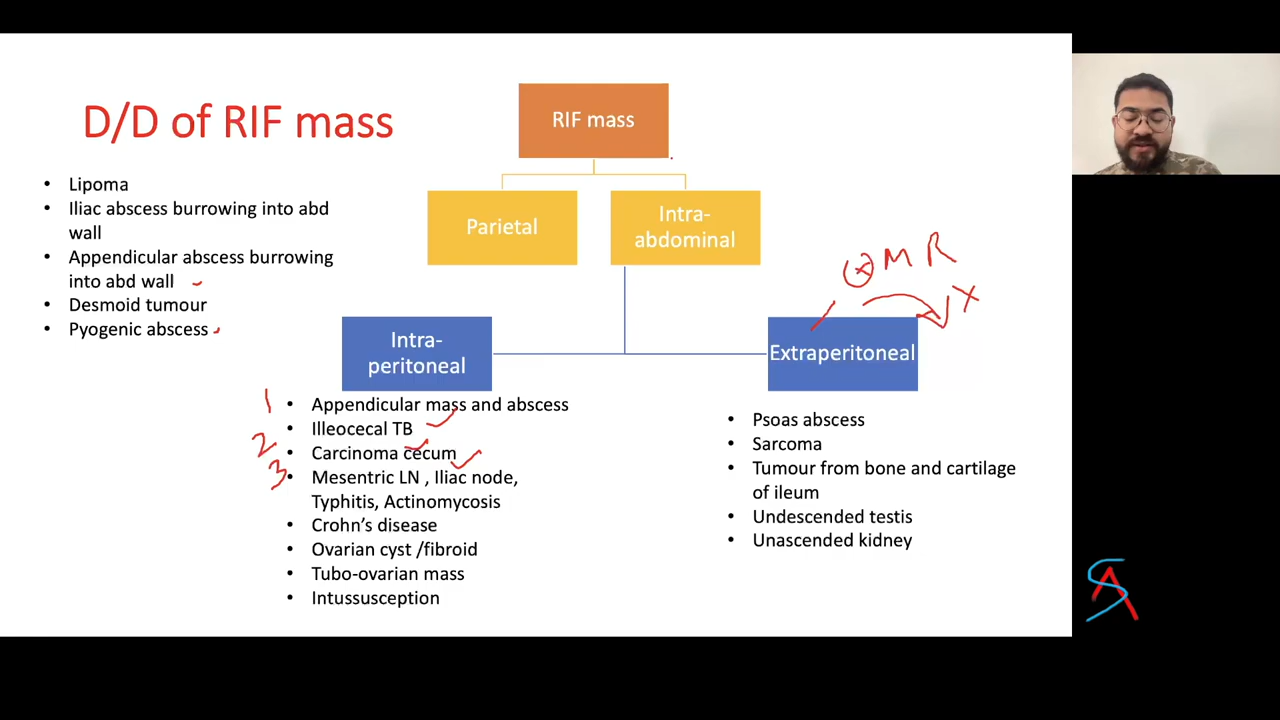 D/D of RIF mass
RIF mass
Parietal
Intra-
abdominal
• Lipoma
• Iliac abscess burrowing into abd
wall
• Appendicular abscess burrowing
into abd wall
• Desmoid tumour
• Pyogenic abscess
Intra-
peritoneal
Extraperitoneal
M R
X
1 • Appendicular mass and abscess
• Illeocecal TB
2 • Carcinoma cecum
3 • Mesentric LN , Iliac node,
Typhitis, Actinomycosis
• Crohn’s disease
• Ovarian cyst /fibroid
• Tubo-ovarian mass
• Intussusception
• Psoas abscess
• Sarcoma
• Tumour from bone and cartilage
of ileum
• Undescended testis
• Unascended kidney
SA